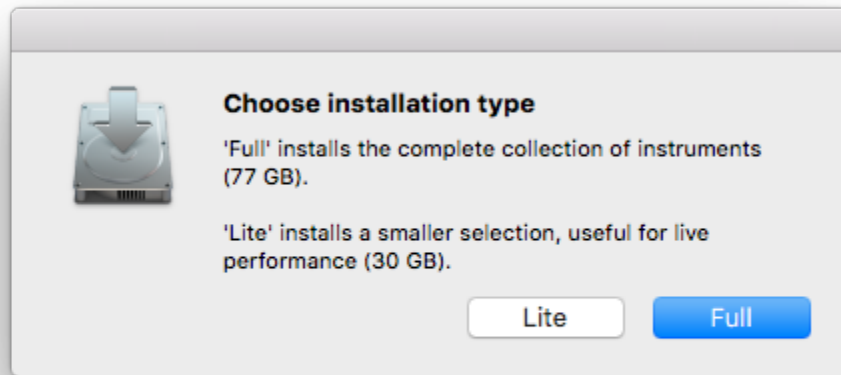 Choose installation type
'Full' installs the complete collection of instruments
(77 GB).
'Lite' installs a smaller selection, useful for live
performance (30 GB).
Lite
Full